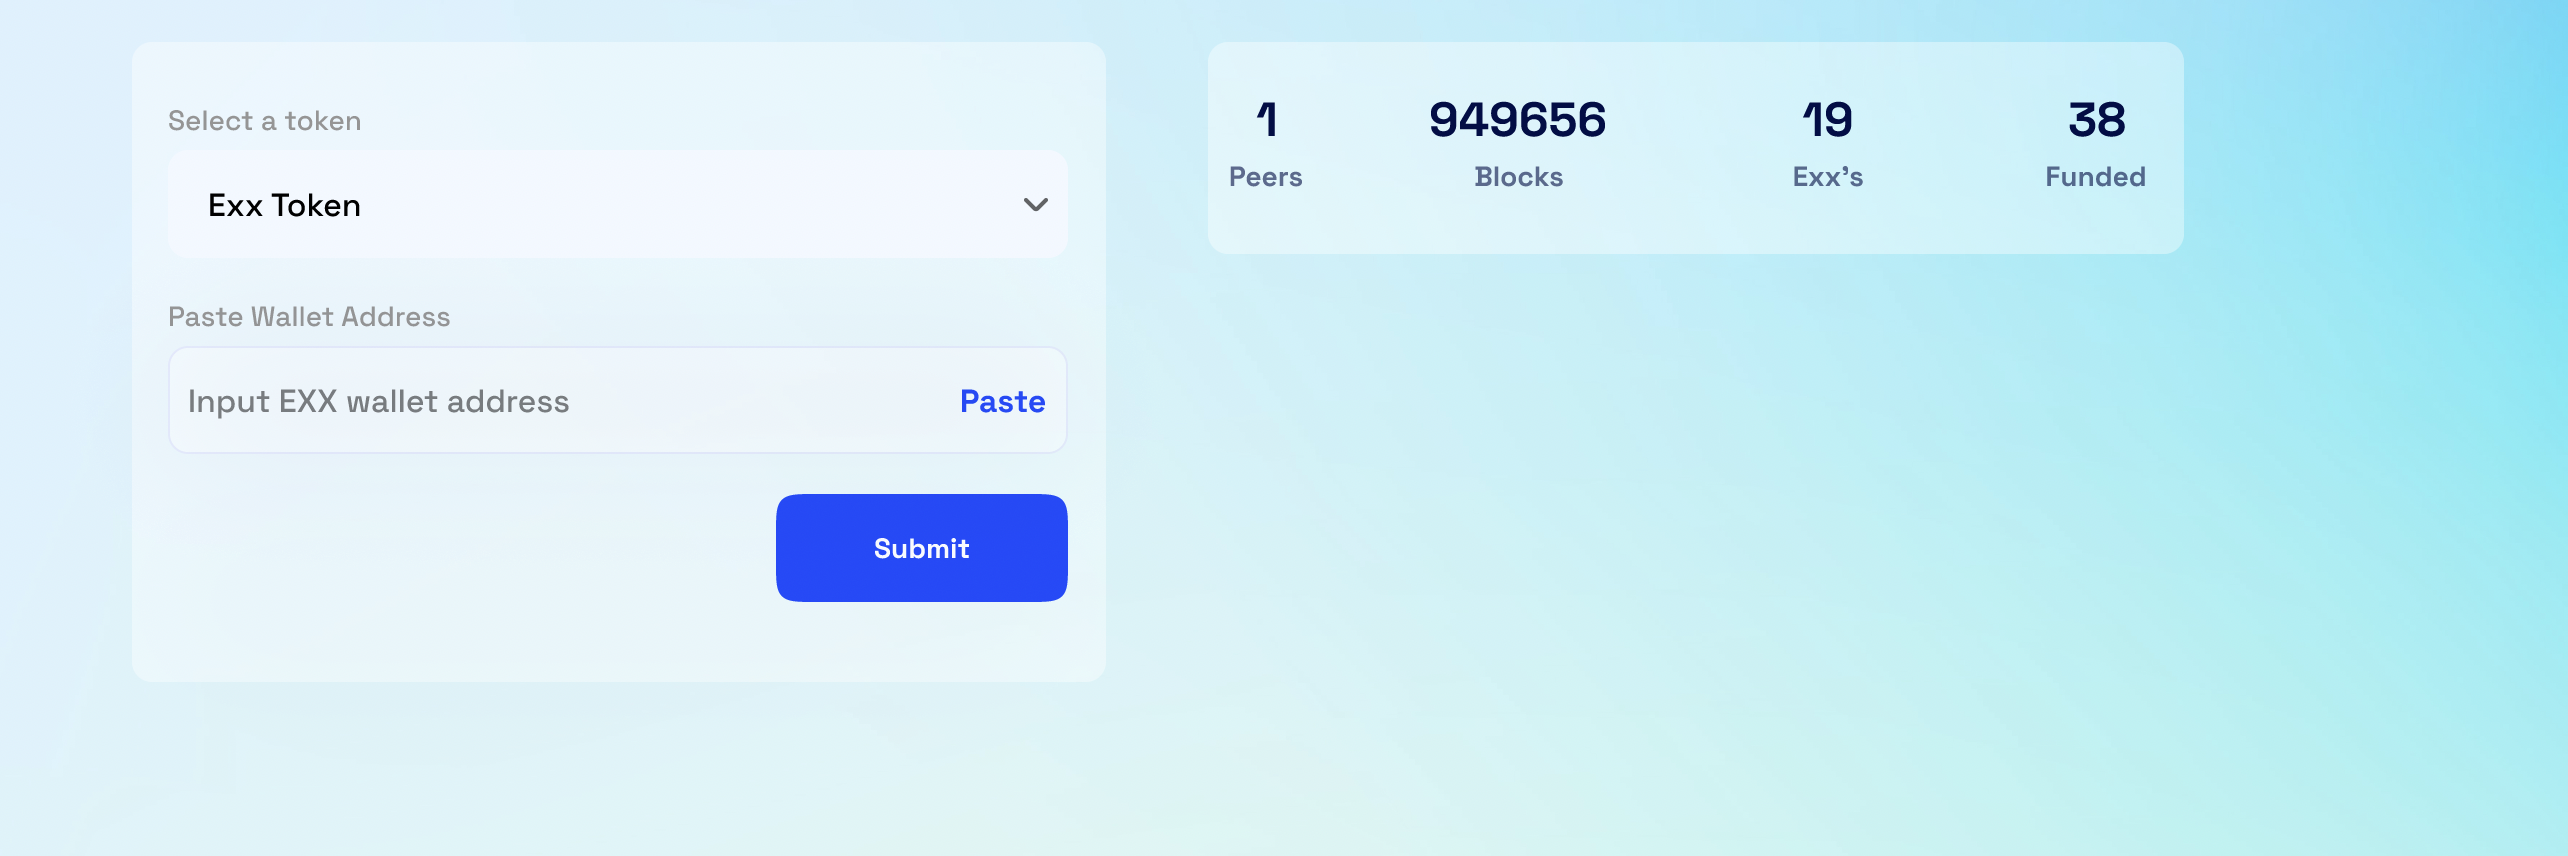 Select a token
Exx Token
Paste Wallet Address
Input EXX wallet address
Paste
Submit
1
Peers
949656
Blocks
19
Exx's
38
Funded